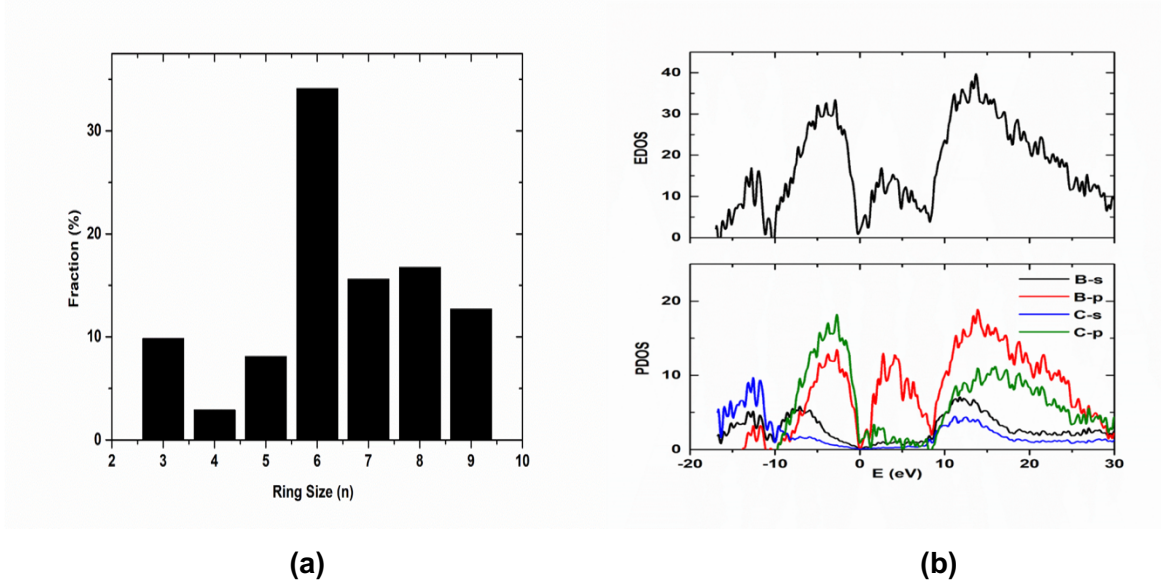 Fraction (%)
30
20
10
0
2 3 4 5 6 7 8 9 10
Ring Size (n)
(a)
EDOS
40
30
20
10
0
PDOS
20
10
0
B-s
B-p
C-s
C-p
-20 -10 0 10 20 30
E (eV)
(b)